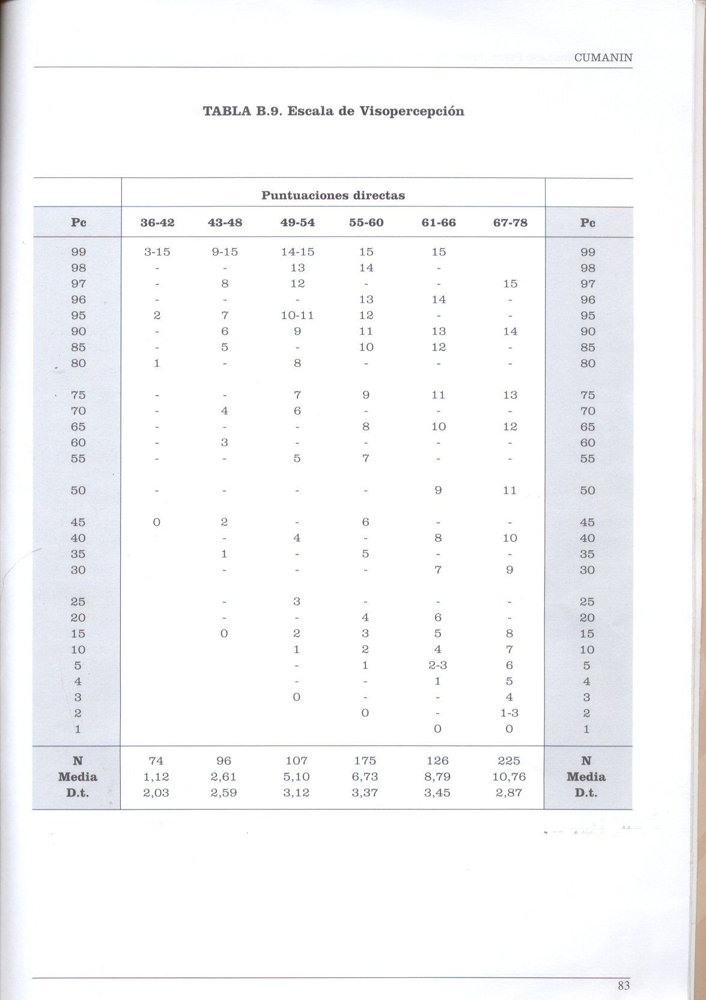 CUMANIN
TABLA B.9. Escala de Visopercepción
Puntuaciones directas
Pc 36-42 43-48 49-54 55-60 61-66 67-78 Pc
99 3-15 9-15 14-15 15 15 99
98 - - 13 14 - 98
97 - 8 12 - - 15 97
96 - - - 13 14 - 96
95 2 7 10-11 12 - - 95
90 - 6 9 11 13 14 90
85 - 5 - 10 12 - 85
80 1 - 8 - - - 80
75 - - 7 9 11 13 75
70 - 4 6 - - - 70
65 - - - 8 10 12 65
60 - 3 - - - - 60
55 - - 5 7 - - 55
50 - - - - 9 11 50
45 0 2 - 6 - - 45
40 - 4 - 8 10 40
35 1 - 5 - - 35
30 - - - 7 9 30
25 - 3 - - - 25
20 - - 4 6 - 20
15 0 2 3 5 8 15
10 1 2 4 7 10
5 - 1 2-3 6 5
4 - - 1 5 4
3 0 - - 4 3
2 0 - 1-3 2
1 0 0 1
N 74 96 107 175 126 225 N
Media 1,12 2,61 5,10 6,73 8,79 10,76 Media
D.t. 2,03 2,59 3,12 3,37 3,45 2,87 D.t.
83